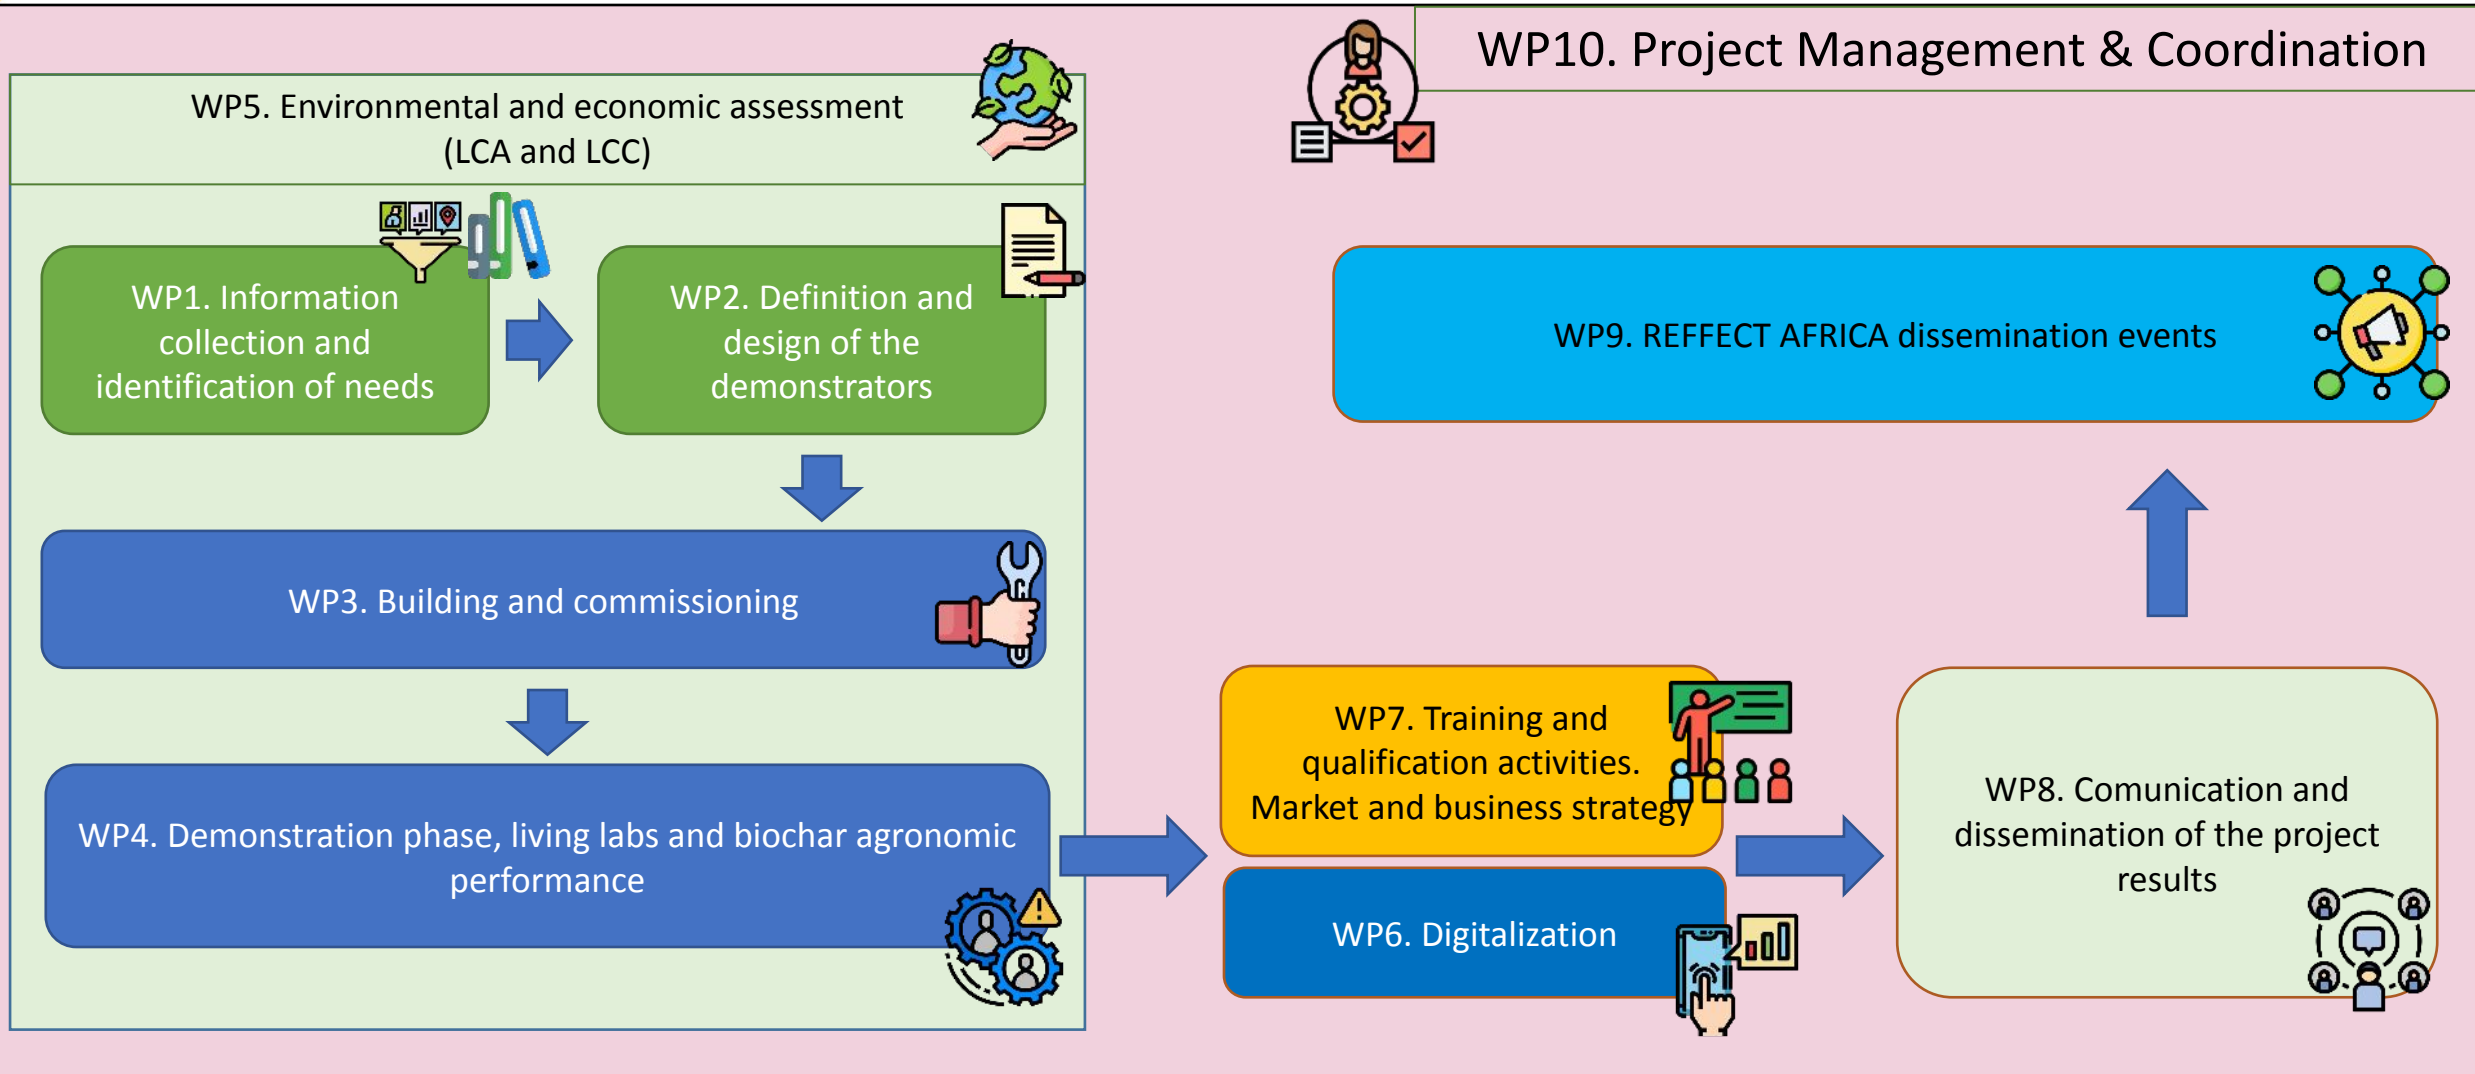 WP10. Project Management & Coordination
WP5. Environmental and economic assessment
(LCA and LCC)
WP1. Information
collection and
identification of needs
WP2. Definition and
design of the
demonstrators
WP9. REFFECT AFRICA dissemination events
WP3. Building and commissioning
WP4. Demonstration phase, living labs and biochar agronomic
performance
WP7. Training and
qualification activities.
Market and business strategy
WP6. Digitalization
WP8. Comunication and
dissemination of the project
results